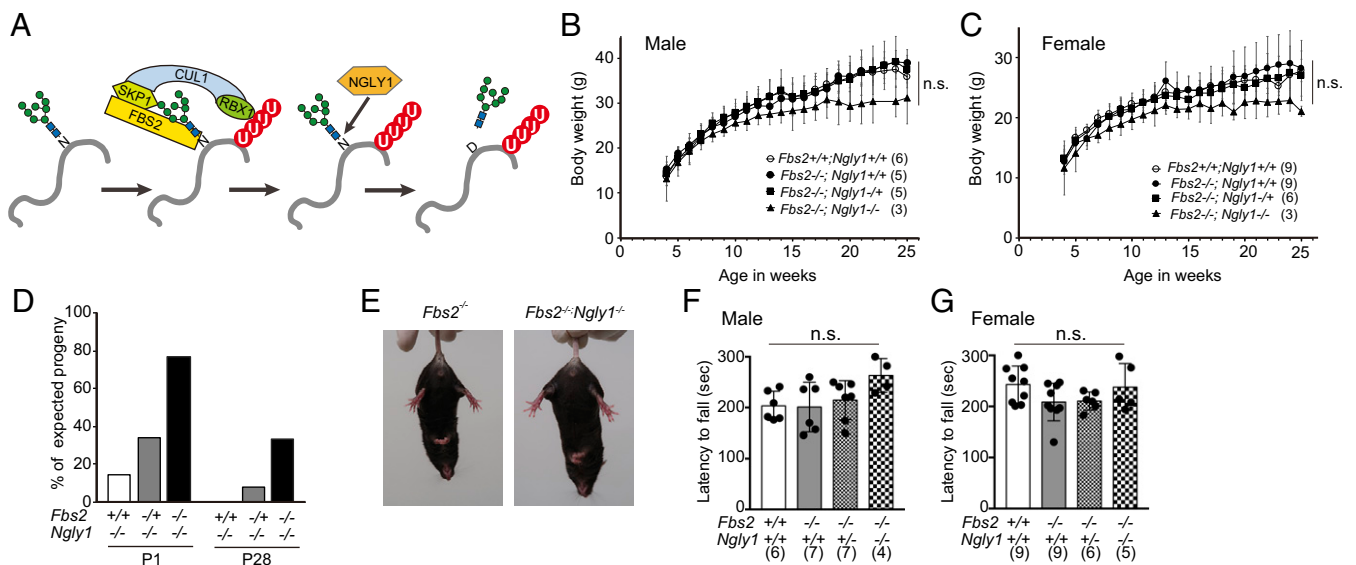 A
CUL1
SKP1
FBS2
RBX1
NGLY1
N
N
N
D
U U U U
U U U U
U U U U
B
Male
Body weight (g)
40
30
20
10
0
0 5 10 15 20 25
Age in weeks
n.s.
Fbs2+/+;Ngly1+/+ (6)
Fbs2-/-; Ngly1+/+ (5)
Fbs2-/-; Ngly1-/+ (5)
Fbs2-/-; Ngly1-/- (3)
C
Female
Body weight (g)
30
20
10
0
0 5 10 15 20 25
Age in weeks
n.s.
Fbs2+/+;Ngly1+/+ (9)
Fbs2-/-; Ngly1+/+ (9)
Fbs2-/-; Ngly1-/+ (6)
Fbs2-/-; Ngly1-/- (3)
D
% of expected progeny
100
80
60
40
20
0
Fbs2 +/+ -/+ -/- +/+ -/+ -/-
Ngly1 -/- -/- -/- -/- -/- -/-
P1 P28
E
Fbs2-/- Fbs2-/-;Ngly1-/-
F
Male
n.s.
Latency to fall (sec)
300
200
100
0
Fbs2 +/+ -/- -/- -/-
Ngly1 +/+ +/+ +/- -/-
(6) (7) (7) (4)
G
Female
n.s.
Latency to fall (sec)
300
200
100
0
Fbs2 +/+ -/- -/- -/-
Ngly1 +/+ +/+ +/- -/-
(9) (9) (6) (5)